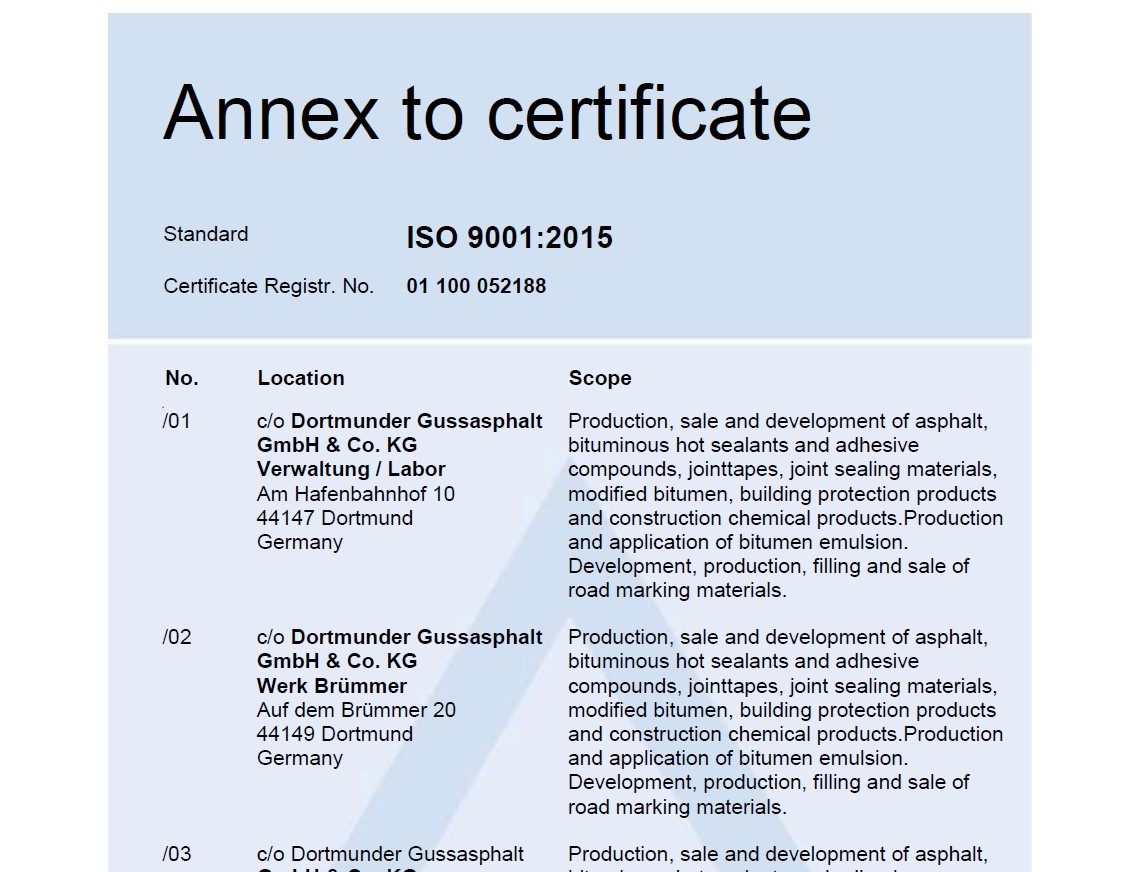 Annex to certificate
Standard ISO 9001:2015
Certificate Registr. No. 01 100 052188
No. Location Scope
/01 c/o Dortmunder Gussasphalt Production, sale and development of asphalt,
GmbH & Co. KG bituminous hot sealants and adhesive
Verwaltung / Labor compounds, jointtapes, joint sealing materials,
Am Hafenbahnhof 10 modified bitumen, building protection products
44147 Dortmund and construction chemical products.Production
Germany and application of bitumen emulsion.
Development, production, filling and sale of
road marking materials.
/02 c/o Dortmunder Gussasphalt Production, sale and development of asphalt,
GmbH & Co. KG bituminous hot sealants and adhesive
Werk Brümmer compounds, jointtapes, joint sealing materials,
Auf dem Brümmer 20 modified bitumen, building protection products
44149 Dortmund and construction chemical products.Production
Germany and application of bitumen emulsion.
Development, production, filling and sale of
road marking materials.
/03 c/o Dortmunder Gussasphalt Production, sale and development of asphalt,